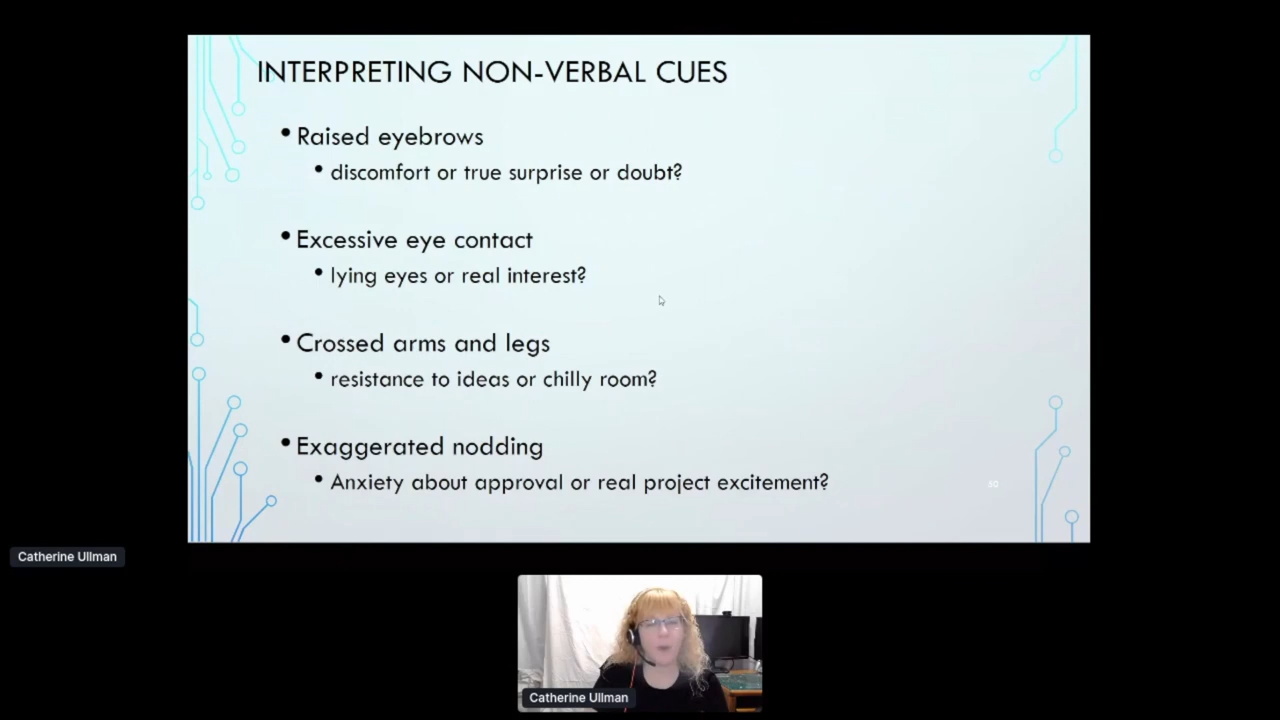 INTERPRETING NON-VERBAL CUES
• Raised eyebrows
• discomfort or true surprise or doubt?
• Excessive eye contact
• lying eyes or real interest?
• Crossed arms and legs
• resistance to ideas or chilly room?
• Exaggerated nodding
• Anxiety about approval or real project excitement?
Catherine Ullman
Catherine Ullman